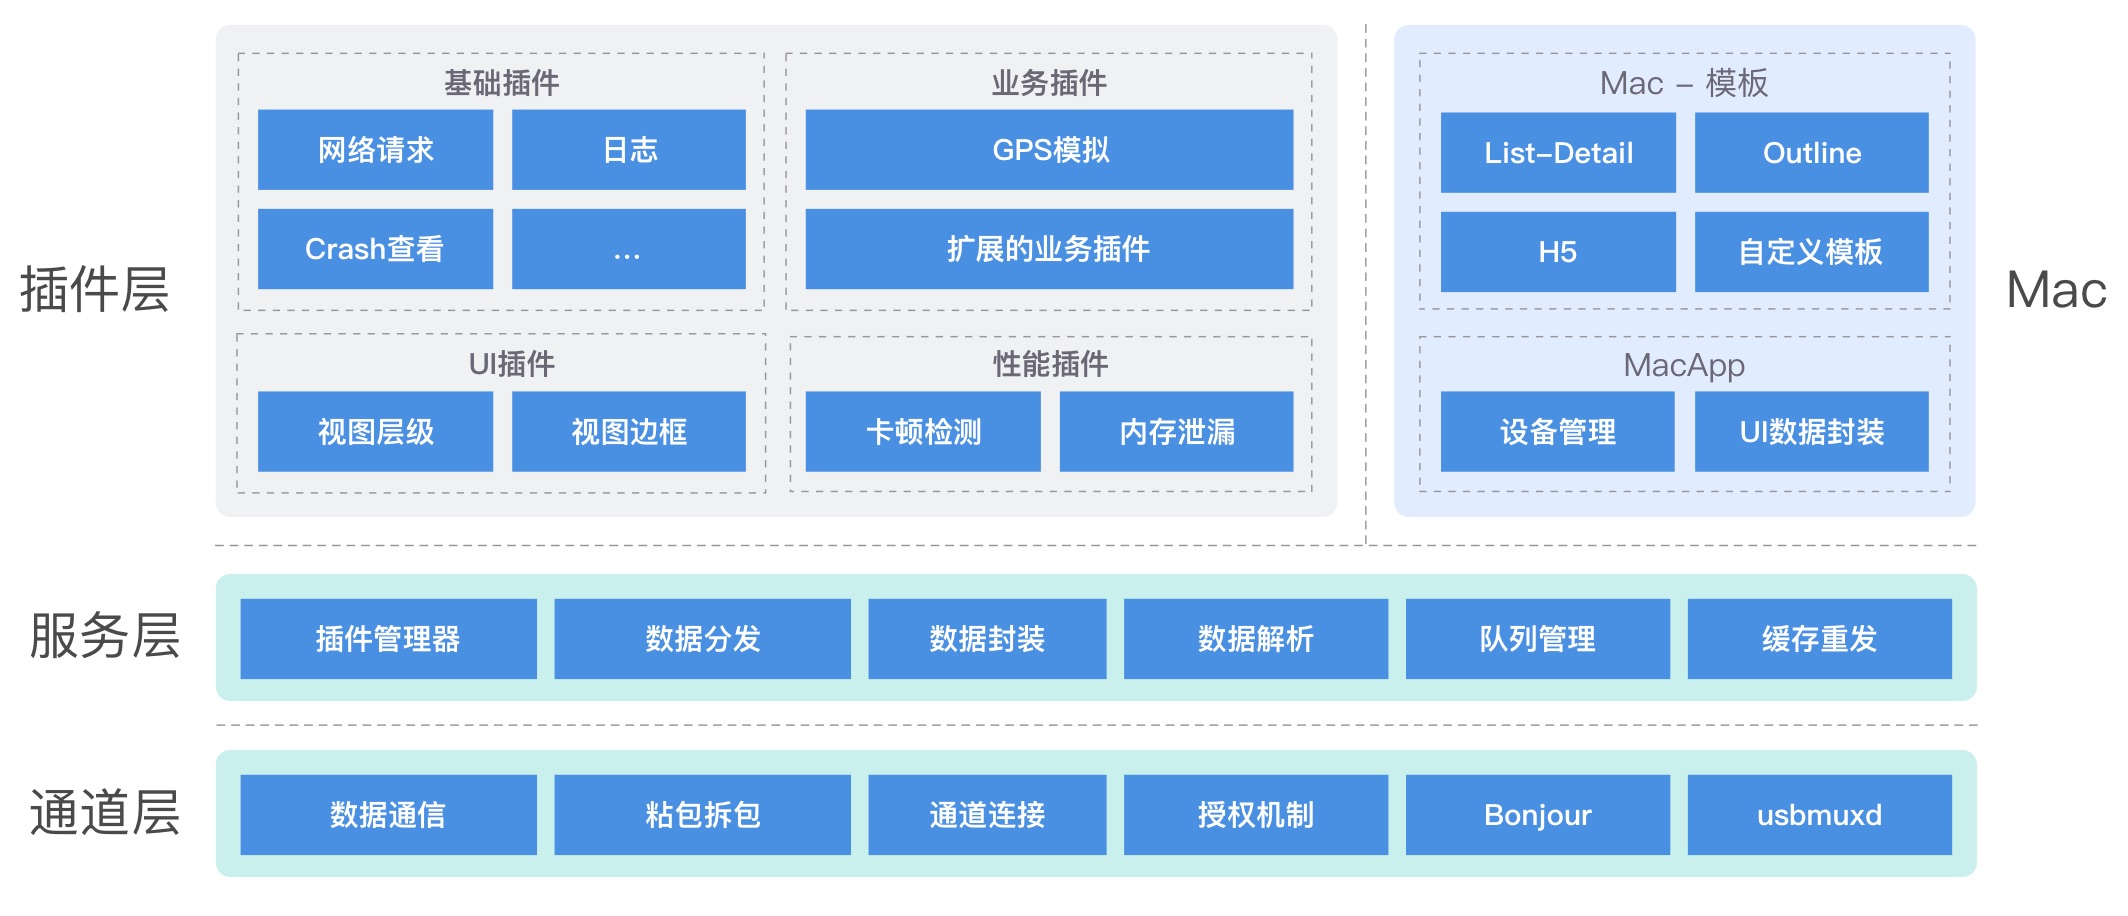 插件层
基础插件
网络请求
日志
Crash查看
...
业务插件
GPS模拟
扩展的业务插件
UI插件
视图层级
视图边框
性能插件
卡顿检测
内存泄漏
Mac
Mac – 模板
List–Detail
Outline
H5
自定义模板
MacApp
设备管理
UI数据封装
服务层
插件管理器
数据分发
数据封装
数据解析
队列管理
缓存重发
通道层
数据通信
粘包拆包
通道连接
授权机制
Bonjour
usbmuxd